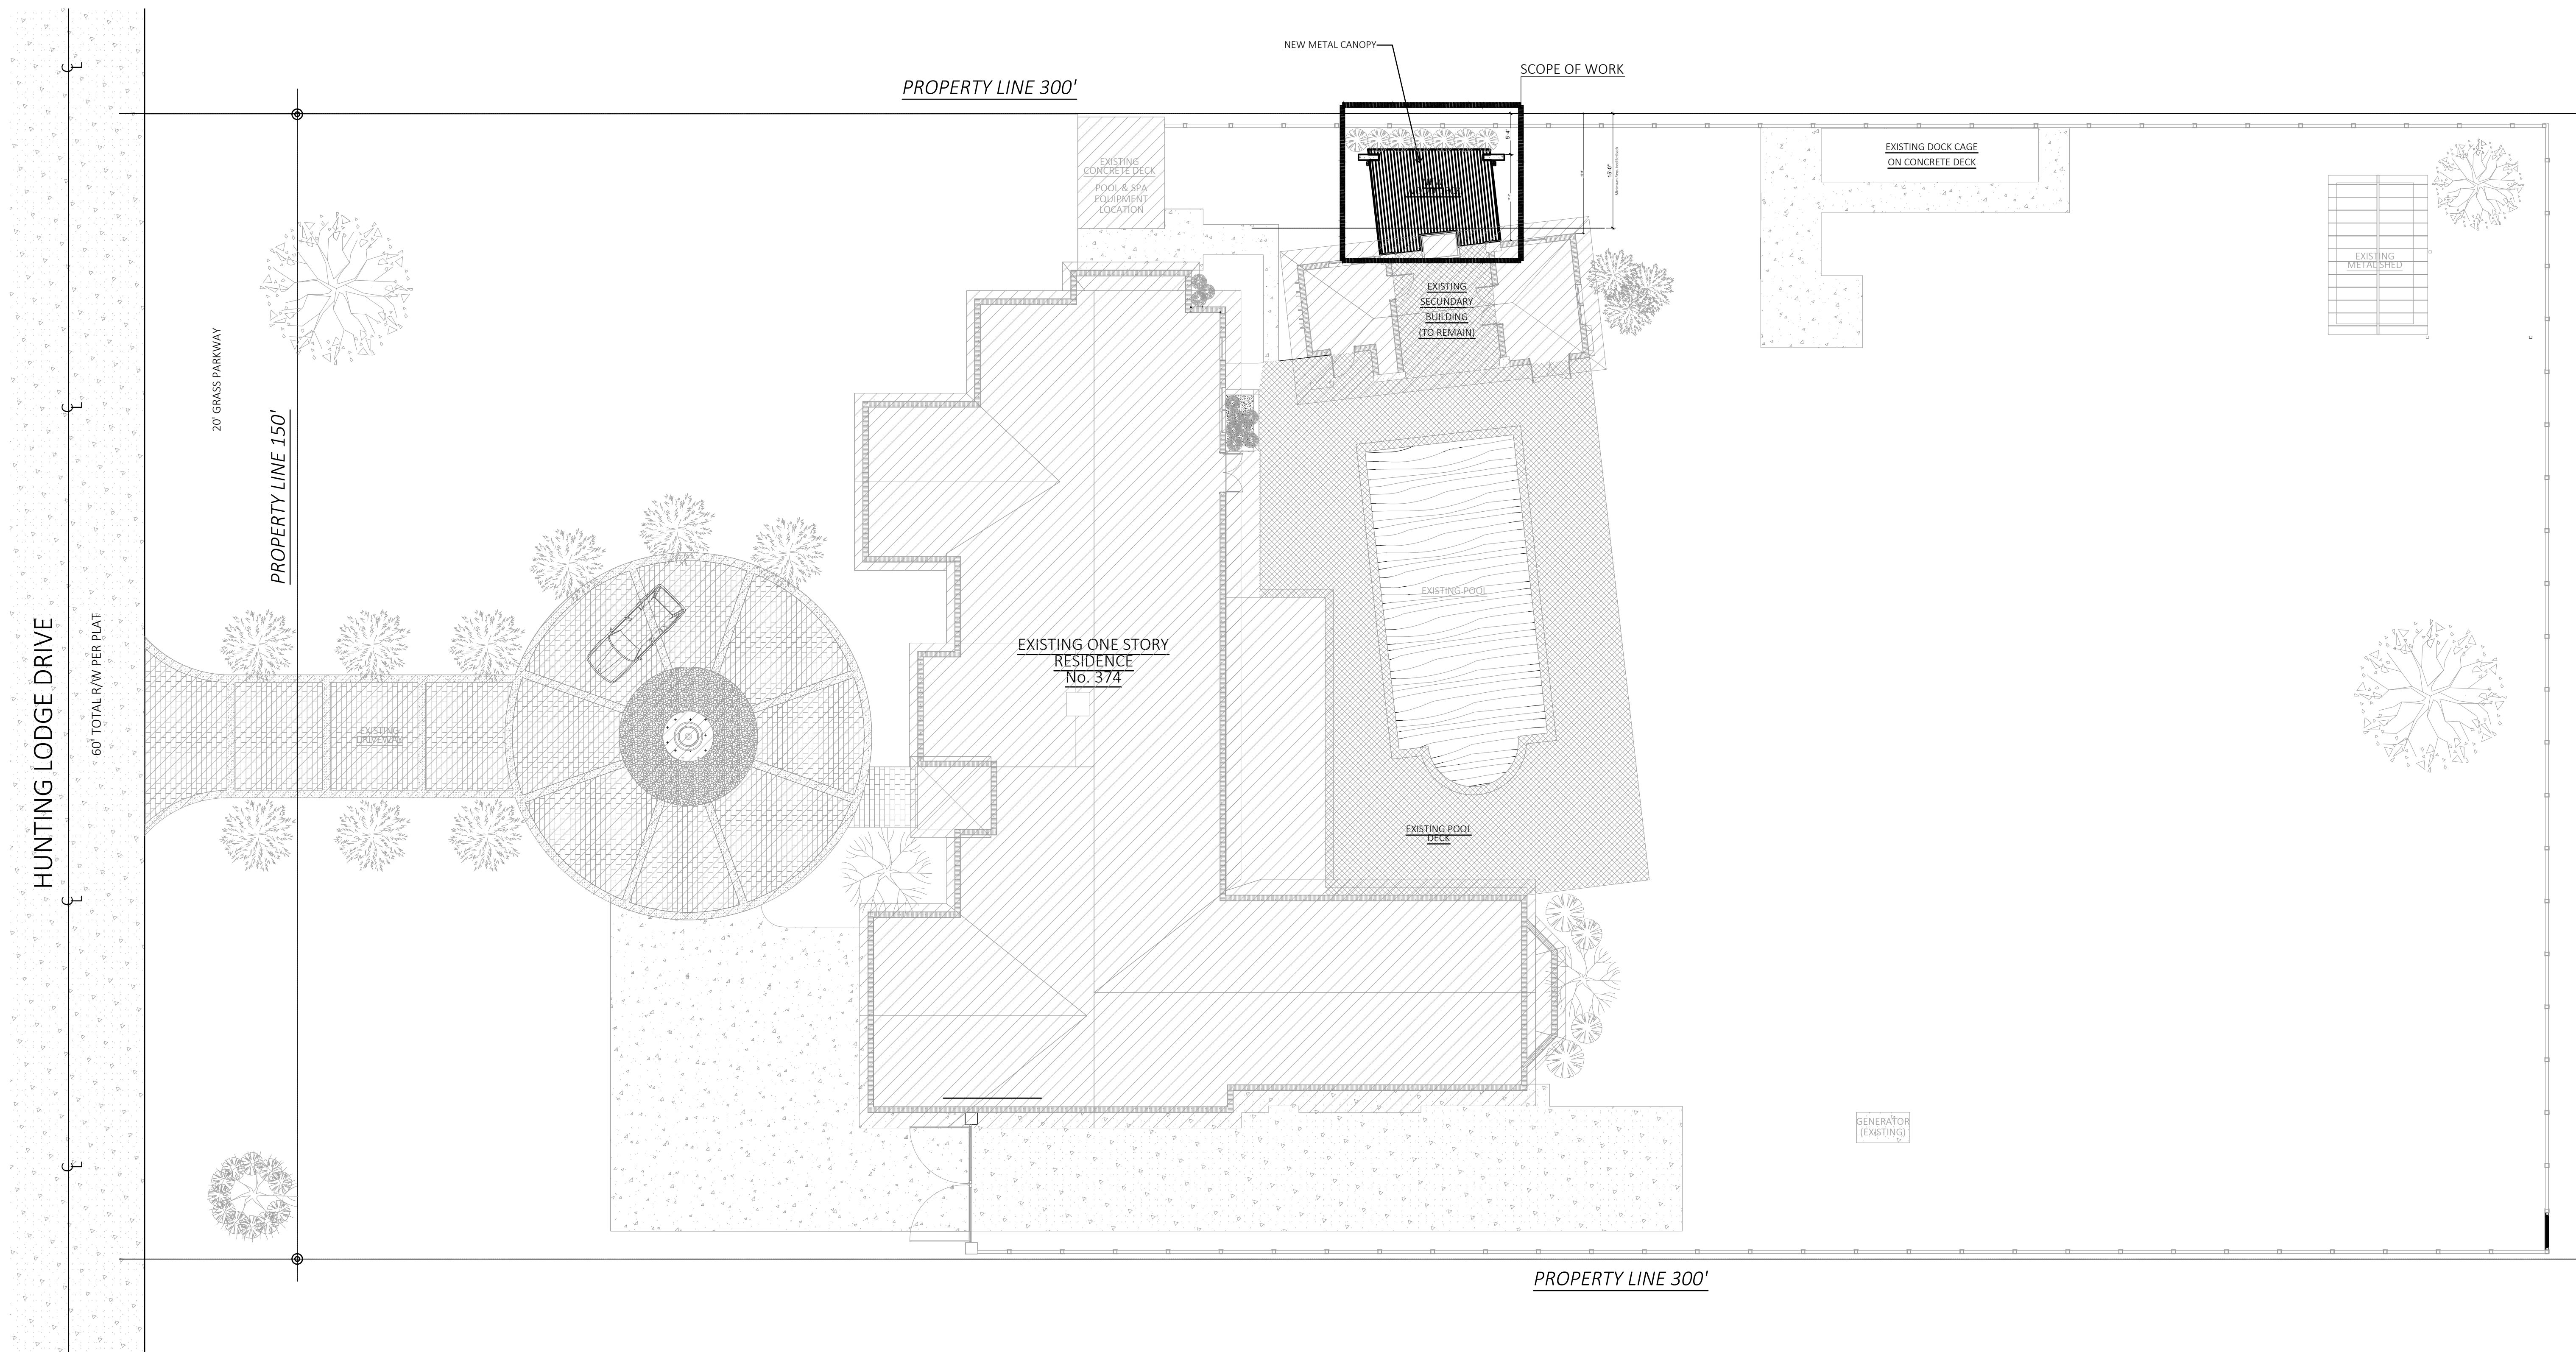 NEW METAL CANOPY
SCOPE OF WORK
PROPERTY LINE 300'
EXISTING
CONCRETE DECK
POOL & SPA
EQUIPMENT
LOCATION
15'-0"
EXISTING DOCK CAGE
ON CONCRETE DECK
EXISTING
METAL SHED
EXISTING
SECUNDARY
BUILDING
(TO REMAIN)
20' GRASS PARKWAY
PROPERTY LINE 150'
HUNTING LODGE DRIVE
60' TOTAL R/W PER PLAT
EXISTING
DRIVEWAY
EXISTING ONE STORY
RESIDENCE
No. 374
EXISTING POOL
EXISTING POOL
DECK
GENERATOR
(EXISTING)
PROPERTY LINE 300'